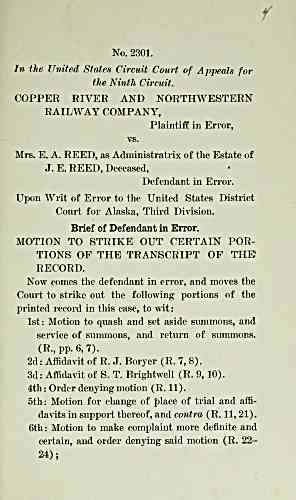 4
No. 2301.
In the United States Circuit Court of Appeals for
the Ninth Circuit.
COPPER RIVER AND NORTHWESTERN
RAILWAY COMPANY,
Plaintiff in Error,
vs.
Mrs. E. A. REED, as Administratrix of the Estate of
J. E. REED, Deceased,
Defendant in Error.
Upon Writ of Error to the United States District
Court for Alaska, Third Division.
Brief of Defendant in Error.
MOTION TO STRIKE OUT CERTAIN POR-
TIONS OF THE TRANSCRIPT OF THE
RECORD.
Now comes the defendant in error, and moves the
Court to strike out the following portions of the
printed record in this case, to wit:
1st: Motion to quash and set aside summons, and
service of summons, and return of summons.
(R., pp. 6, 7).
2d: Affidavit of R. J. Boryer (R. 7, 8).
3d: Affidavit of S. T. Brightwell (R. 9, 10).
4th: Order denying motion (R. 11).
5th: Motion for change of place of trial and affi-
davits in support thereof, and contra (R. 11, 21).
6th: Motion to make complaint more definite and
certain, and order denying said motion (R. 22–
24);